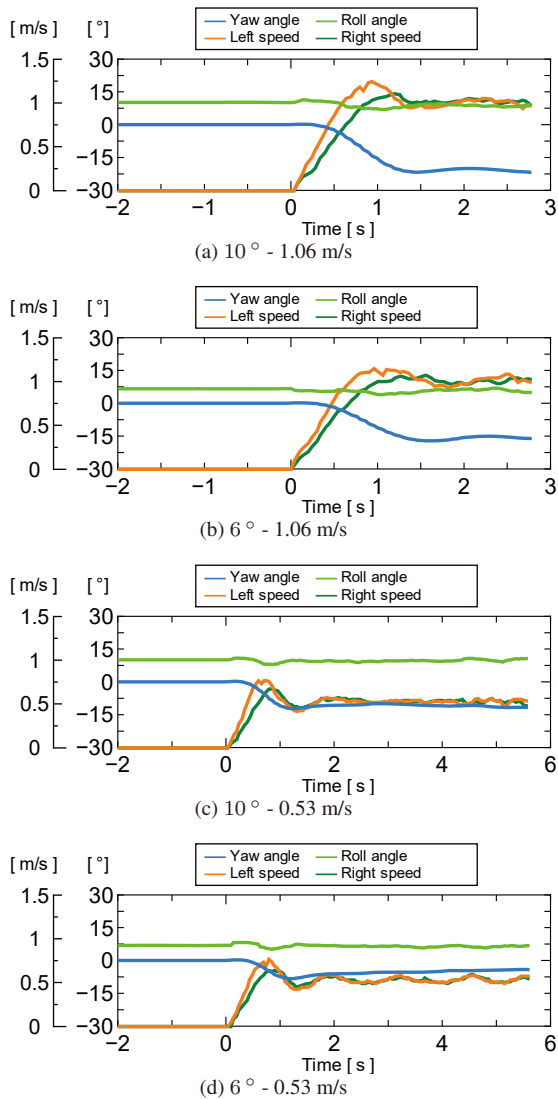 Yaw angle Roll angle
Left speed Right speed
[ m/s ] [ ° ]
1.5 30
15
1
0
0.5
−15
0 −30
−2 −1 0 1 2 3
Time [ s ]
(a) 10 ° - 1.06 m/s
Yaw angle Roll angle
Left speed Right speed
[ m/s ] [ ° ]
1.5 30
15
1
0
0.5
−15
0 −30
−2 −1 0 1 2 3
Time [ s ]
(b) 6 ° - 1.06 m/s
Yaw angle Roll angle
Left speed Right speed
[ m/s ] [ ° ]
1.5 30
15
1
0
0.5
−15
0 −30
−2 0 2 4 6
Time [ s ]
(c) 10 ° - 0.53 m/s
Yaw angle Roll angle
Left speed Right speed
[ m/s ] [ ° ]
1.5 30
15
1
0
0.5
−15
0 −30
−2 0 2 4 6
Time [ s ]
(d) 6 ° - 0.53 m/s